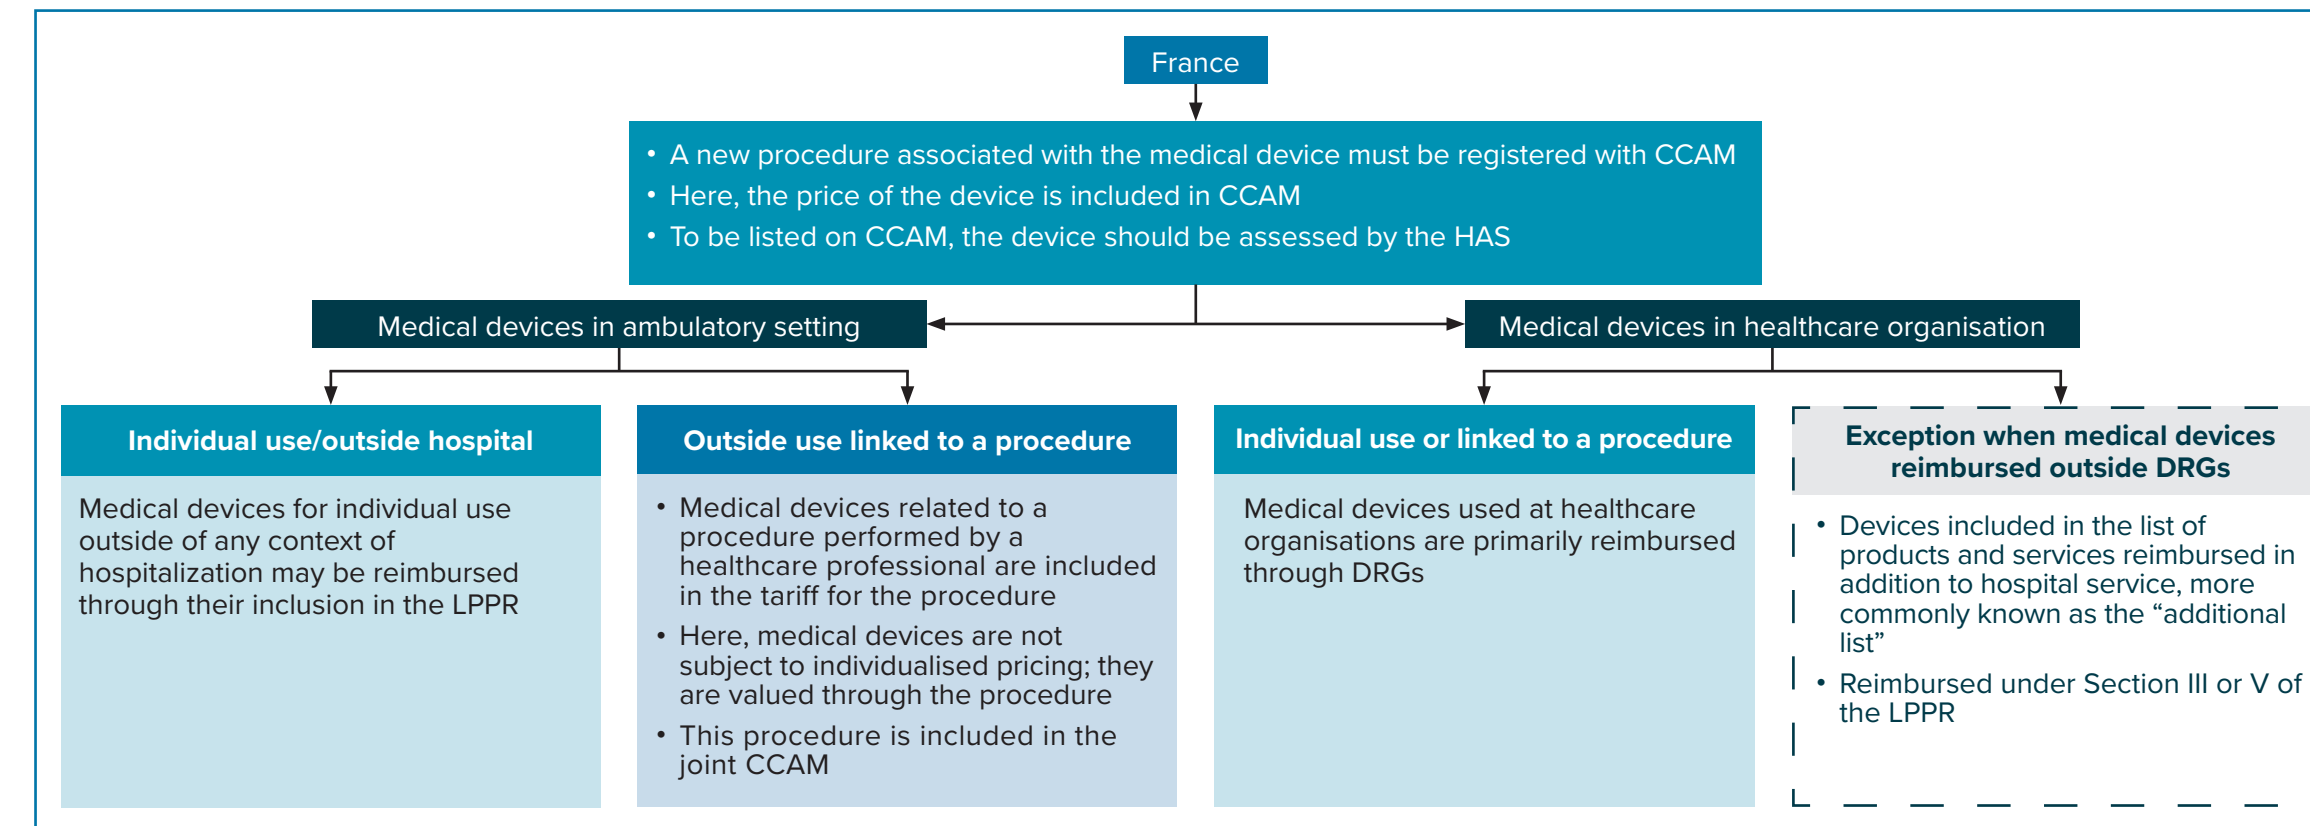 France
• A new procedure associated with the medical device must be registered with CCAM
• Here, the price of the device is included in CCAM
• To be listed on CCAM, the device should be assessed by the HAS
Medical devices in ambulatory setting
Medical devices in healthcare organisation
Individual use/outside hospital
Medical devices for individual use
outside of any context of
hospitalization may be reimbursed
through their inclusion in the LPPR
Outside use linked to a procedure
• Medical devices related to a
procedure performed by a
healthcare professional are included
in the tariff for the procedure
• Here, medical devices are not
subject to individualised pricing; they
are valued through the procedure
• This procedure is included in the
joint CCAM
Individual use or linked to a procedure
Medical devices used at healthcare
organisations are primarily reimbursed
through DRGs
Exception when medical devices
reimbursed outside DRGs
• Devices included in the list of
products and services reimbursed in
addition to hospital service, more
commonly known as the “additional
list”
• Reimbursed under Section III or V of
the LPPR